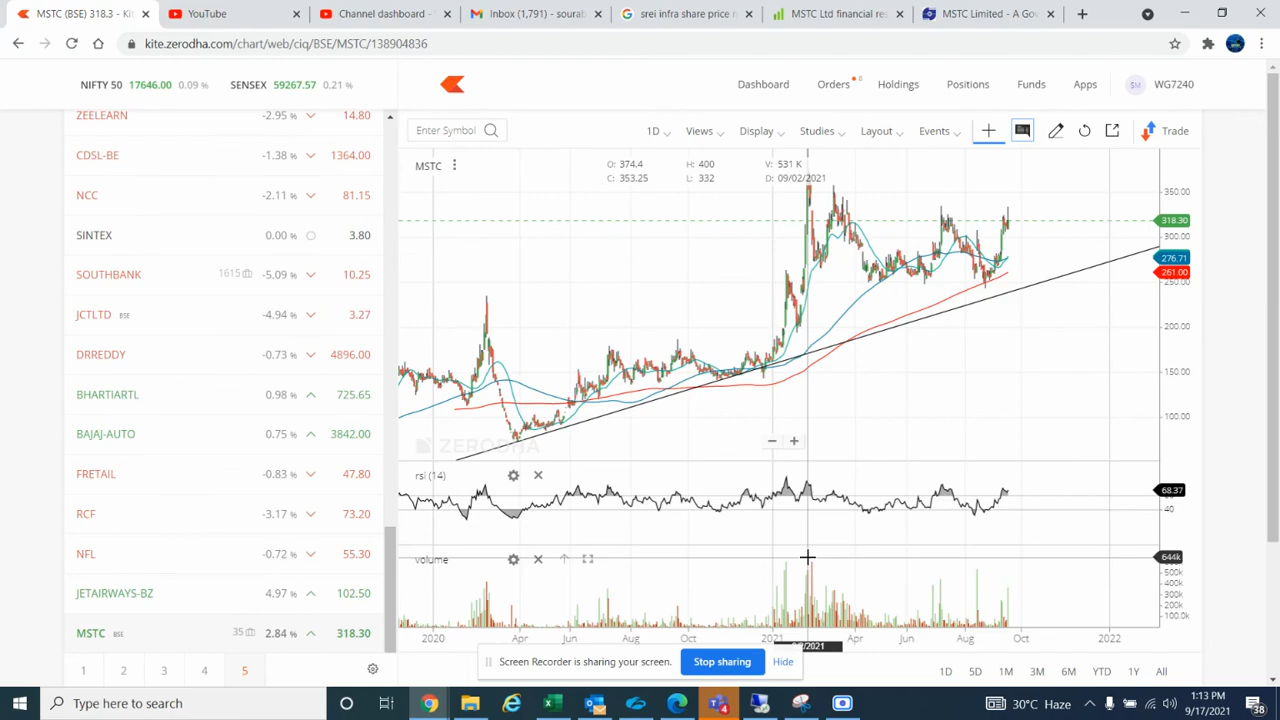 MSTC (BSE) 318.3 - Kit
YouTube
Channel dashboard -
Inbox (1,791) - sourab
srei infra share price n
MSTC Ltd financial res
MSTC Limited - A Gov
kite.zerodha.com/chart/web/ciq/BSE/MSTC/138904836
NIFTY 50 17646.00 0.09 % SENSEX 59267.57 0.21 %
Dashboard Orders Holdings Positions Funds Apps SM WG7240
ZEELEARN -2.95 % 14.80
CDSL-BE -1.38 % 1364.00
NCC -2.11 % 81.15
SINTEX 0.00 % 3.80
SOUTHBANK 1615 -5.09 % 10.25
JCTLTD BSE -4.94 % 3.27
DRREDDY -0.73 % 4896.00
BHARTIARTL 0.98 % 725.65
BAJAJ-AUTO 0.75 % 3842.00
FRETAIL -0.83 % 47.80
RCF -3.17 % 73.20
NFL -0.72 % 55.30
JETAIRWAYS-BZ 4.97 % 102.50
MSTC BSE 35 2.84 % 318.30
1 2 3 4 5
Enter Symbol 1D Views Display Studies Layout Events Trade
MSTC
O: 374.4 H: 400 V: 531 K
C: 353.25 L: 332 D: 09/02/2021
350.00
318.30
300.00
276.71
261.00
250.00
200.00
150.00
100.00
ZERODHA
rsi (14)
68.37
40
volume
644k
500k
400k
300k
200k
100.0k
2020 Apr Jun Aug Oct 2021 Apr Jun Aug Oct 2022
/2021
Screen Recorder is sharing your screen. Stop sharing Hide
1D 5D 1M 3M 6M YTD 1Y All
Type here to search
4
30°C Haze
1:13 PM
9/17/2021
38